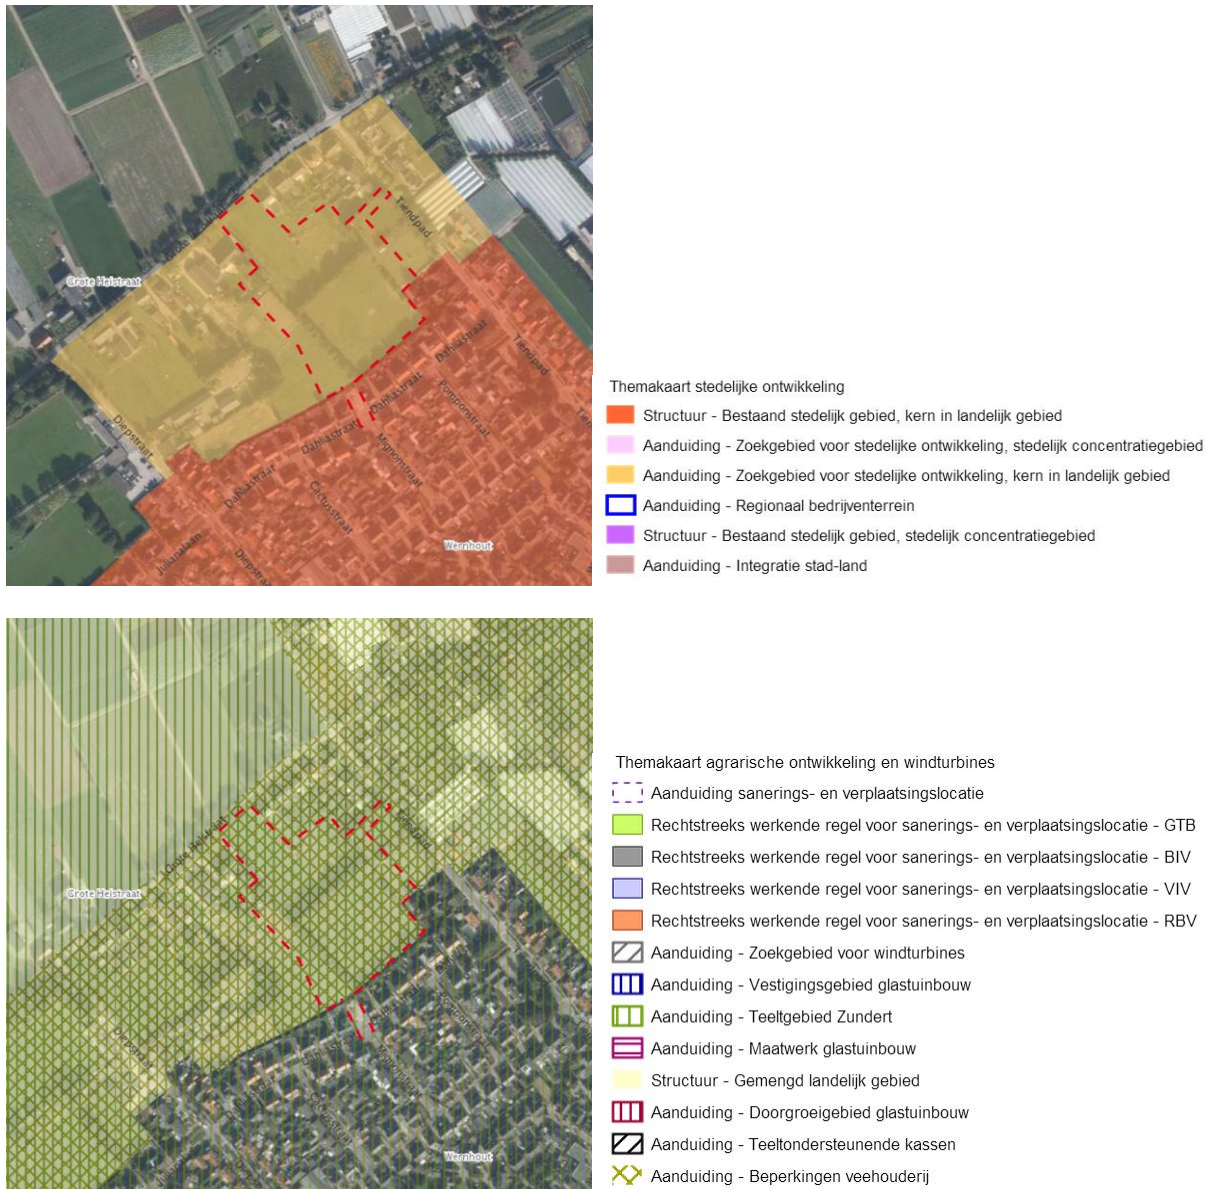 Grote Heistraat
Tiendpad
Tiendpad
Dahliastraat
Dahliastraat
Dahliastraat
Dahliastraat
Pomponstraat
Mignonstraat
Cactusstraat
Diepstraat
Julianalaan
Wernhout
Themakaart stedelijke ontwikkeling
Structuur - Bestaand stedelijk gebied, kern in landelijk gebied
Aanduiding - Zoekgebied voor stedelijke ontwikkeling, stedelijk concentratiegebied
Aanduiding - Zoekgebied voor stedelijke ontwikkeling, kern in landelijk gebied
Aanduiding - Regionaal bedrijventerrein
Structuur - Bestaand stedelijk gebied, stedelijk concentratiegebied
Aanduiding - Integratie stad-land
Grote Heistraat
Grote Heistraat
Tiendpad
Diepstraat
Wernhout
Themakaart agrarische ontwikkeling en windturbines
Aanduiding sanerings- en verplaatsingslocatie
Rechtstreeks werkende regel voor sanerings- en verplaatsingslocatie - GTB
Rechtstreeks werkende regel voor sanerings- en verplaatsingslocatie - BIV
Rechtstreeks werkende regel voor sanerings- en verplaatsingslocatie - VIV
Rechtstreeks werkende regel voor sanerings- en verplaatsingslocatie - RBV
Aanduiding - Zoekgebied voor windturbines
Aanduiding - Vestigingsgebied glastuinbouw
Aanduiding - Teeltgebied Zundert
Aanduiding - Maatwerk glastuinbouw
Structuur - Gemengd landelijk gebied
Aanduiding - Doorgroeigebied glastuinbouw
Aanduiding - Teeltondersteunende kassen
Aanduiding - Beperkingen veehouderij